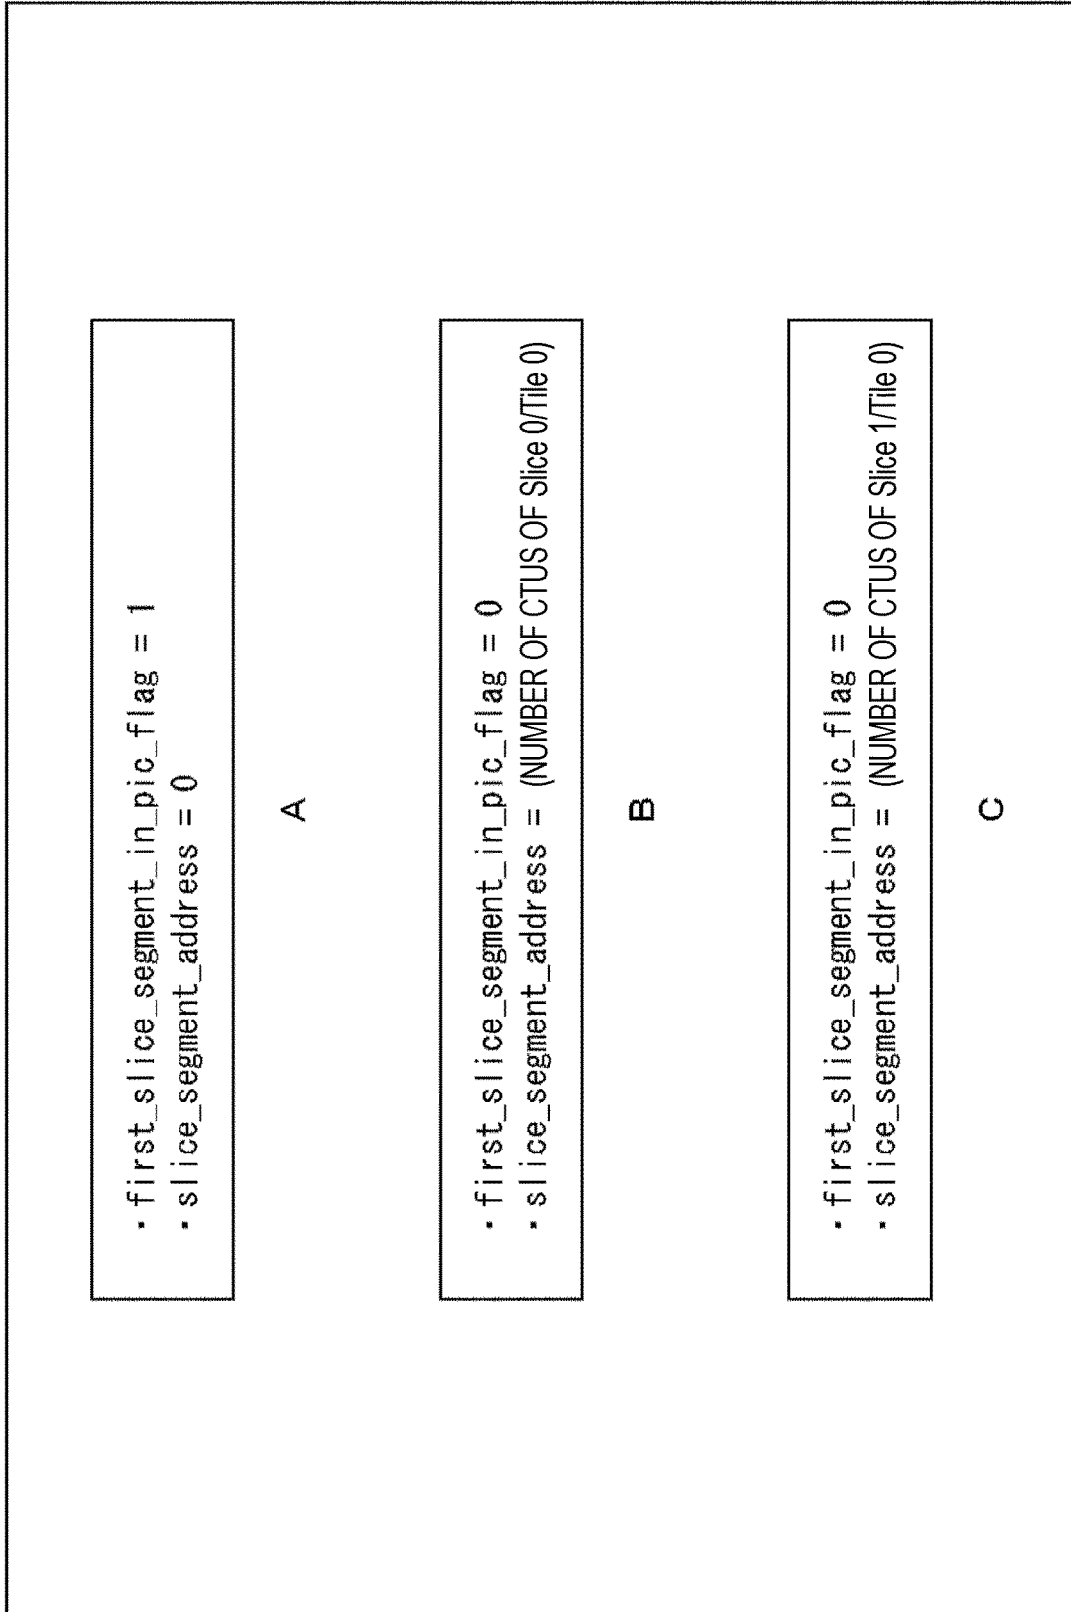 ・first_slice_segment_in_pic_flag = 1
・slice_segment_address = 0
A
・first_slice_segment_in_pic_flag = 0
・slice_segment_address = (NUMBER OF CTUS OF Slice 0/Tile 0)
B
・first_slice_segment_in_pic_flag = 0
・slice_segment_address = (NUMBER OF CTUS OF Slice 1/Tile 0)
C